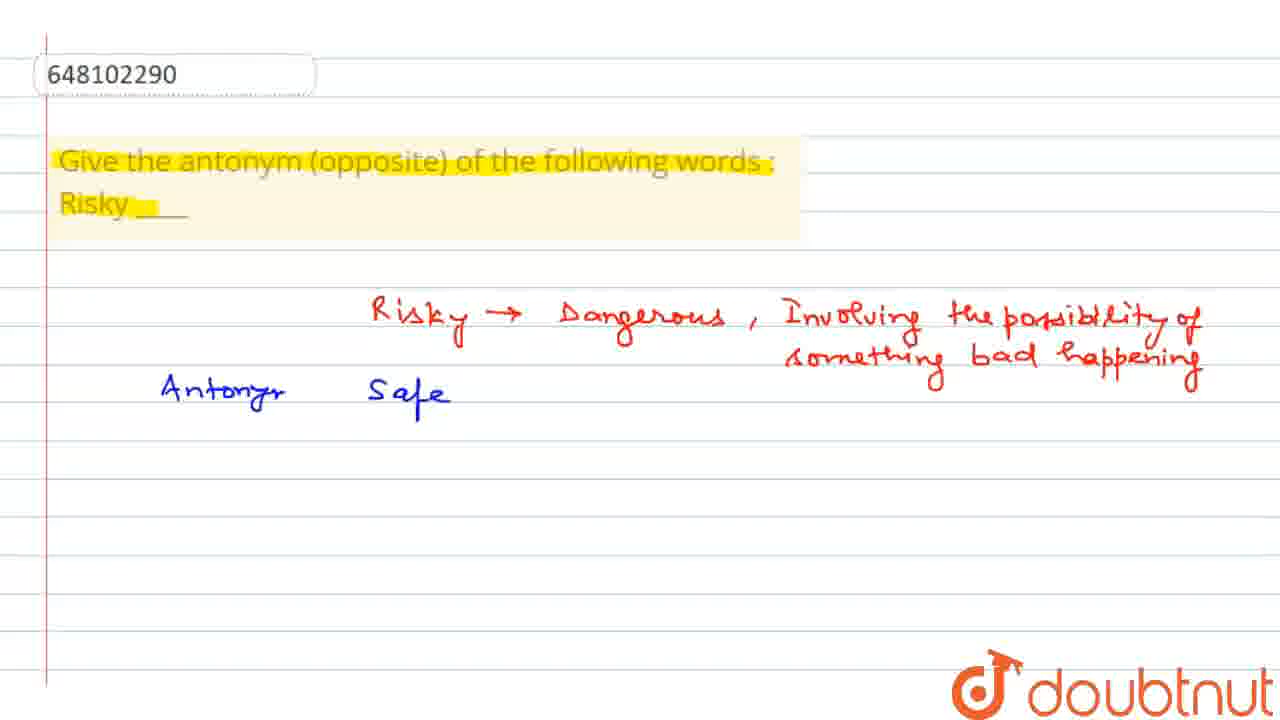 648102290
Give the antonym (opposite) of the following words :
Risky ____
Risky → Dangerous , Involving the possibility of
something bad happening
Antonym Safe
doubtnut